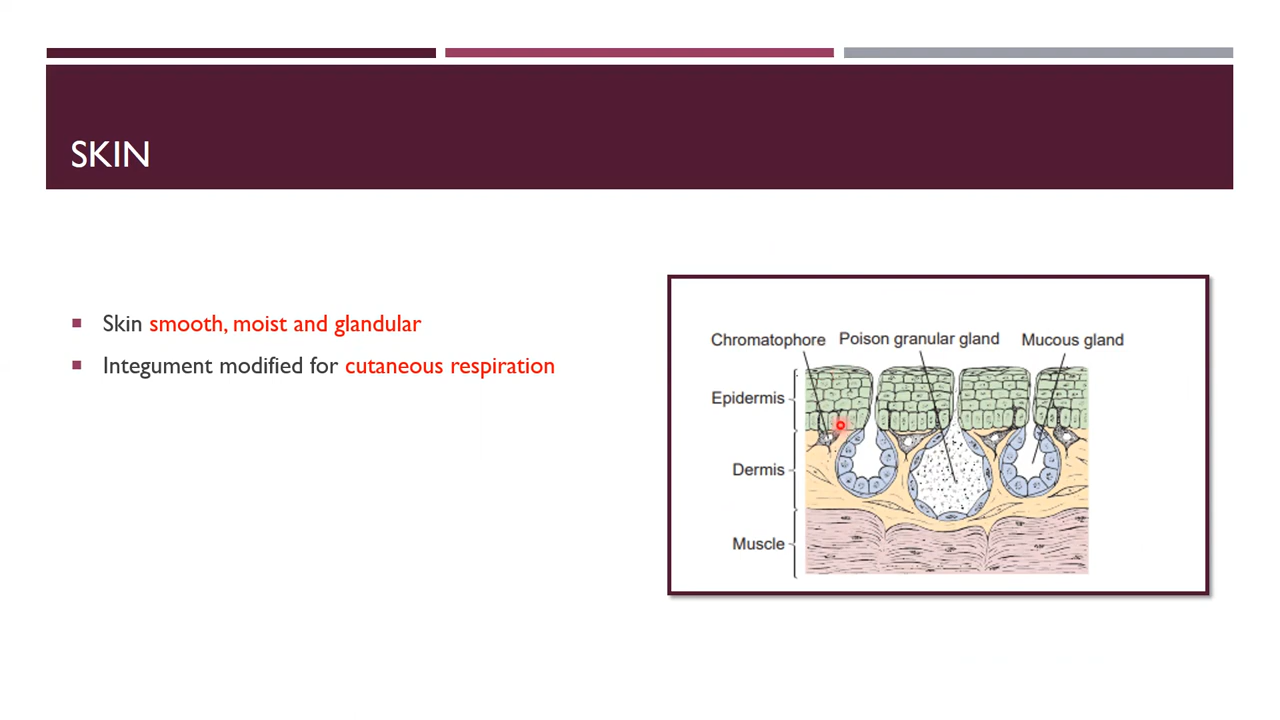 SKIN
Skin smooth, moist and glandular
Integument modified for cutaneous respiration
Chromatophore Poison granular gland Mucous gland
Epidermis
Dermis
Muscle